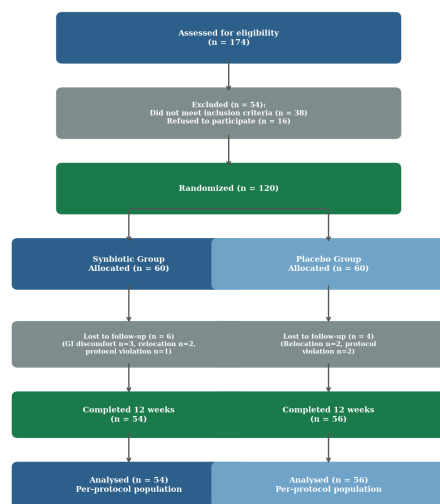 Assessed for eligibility
(n = 174)
Excluded (n = 54):
Did not meet inclusion criteria (n = 38)
Refused to participate (n = 16)
Randomized (n = 120)
Synbiotic Group
Allocated (n = 60)
Placebo Group
Allocated (n = 60)
Lost to follow-up (n = 6)
(GI discomfort n=3, relocation n=2,
protocol violation n=1)
Lost to follow-up (n = 4)
(Relocation n=2, protocol
violation n=2)
Completed 12 weeks
(n = 54)
Completed 12 weeks
(n = 56)
Analysed (n = 54)
Per-protocol population
Analysed (n = 56)
Per-protocol population